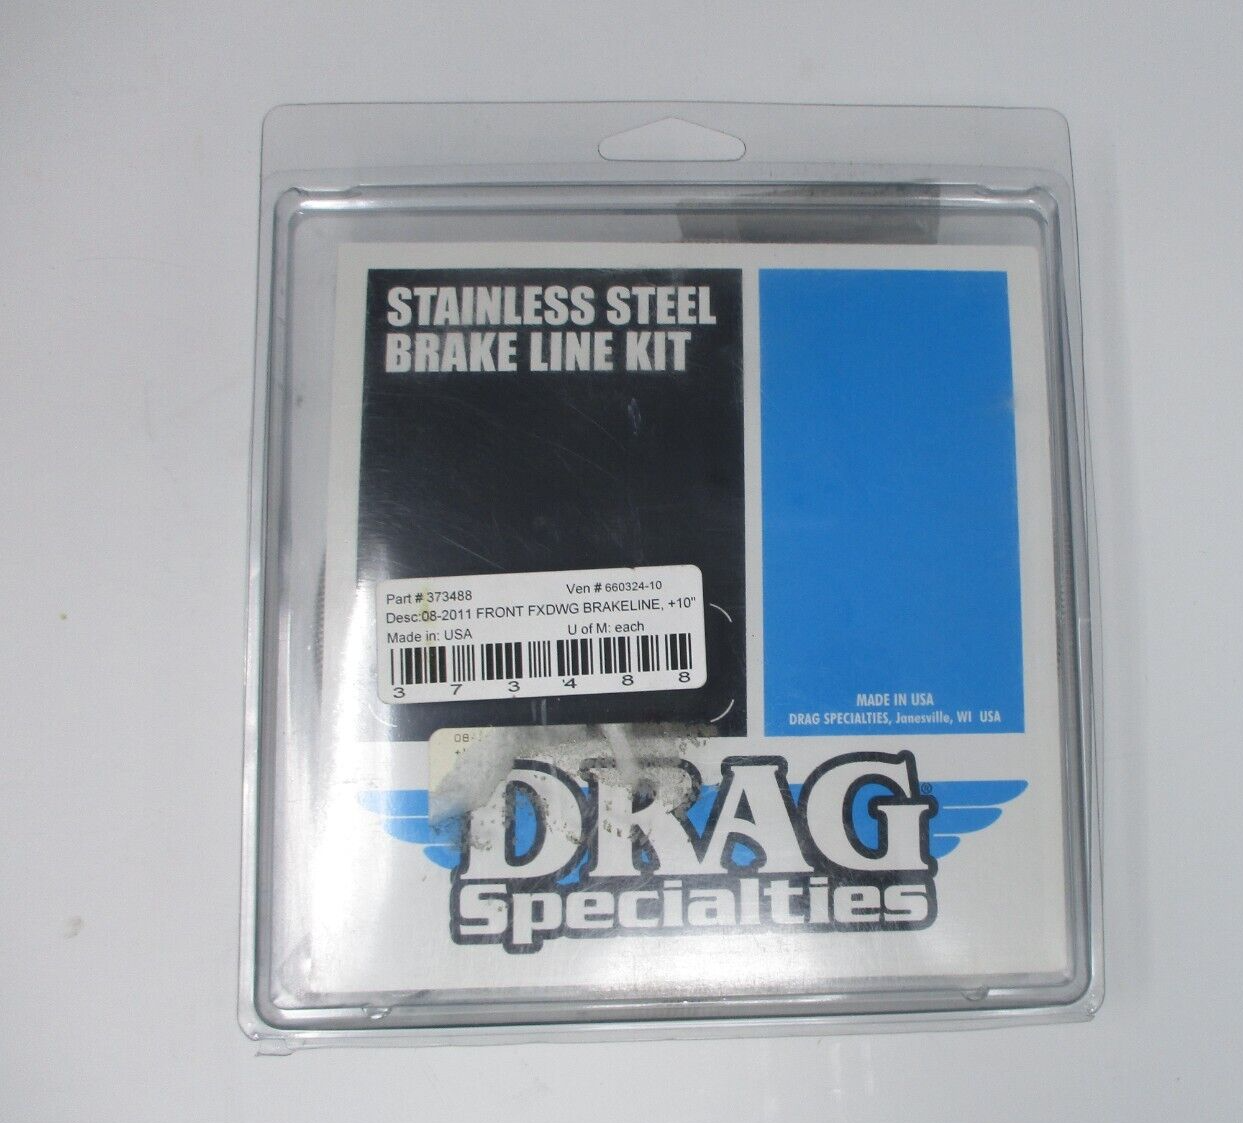 STAINLESS STEEL
BRAKE LINE KIT
Part # 373488 Ven # 660324-10
Desc:08-2011 FRONT FXDWG BRAKELINE, +10"
Made in: USA U of M: each
3 7 3 4 8 8
MADE IN USA
DRAG SPECIALTIES, Janesville, WI USA
08-
DRAG®
Specialties